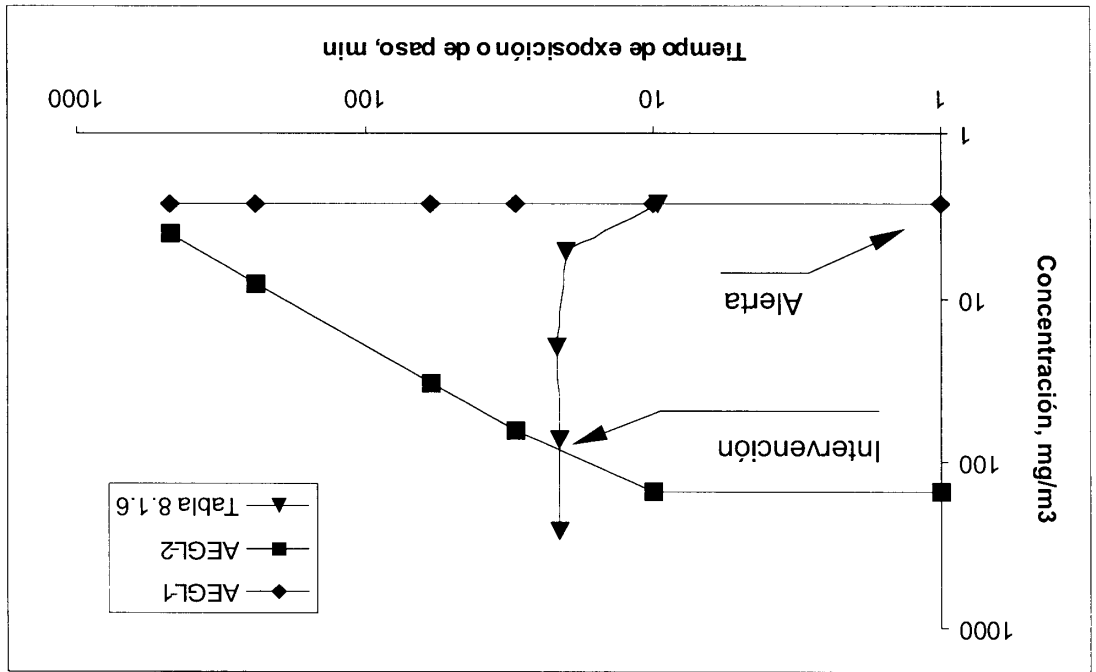 1000
100
10
1
Concentración, mg/m3
Intervención
Alerta
AEGL-1
AEGL-2
Tabla 8.1.6
1
10
100
1000
Tiempo de exposición o de paso, min